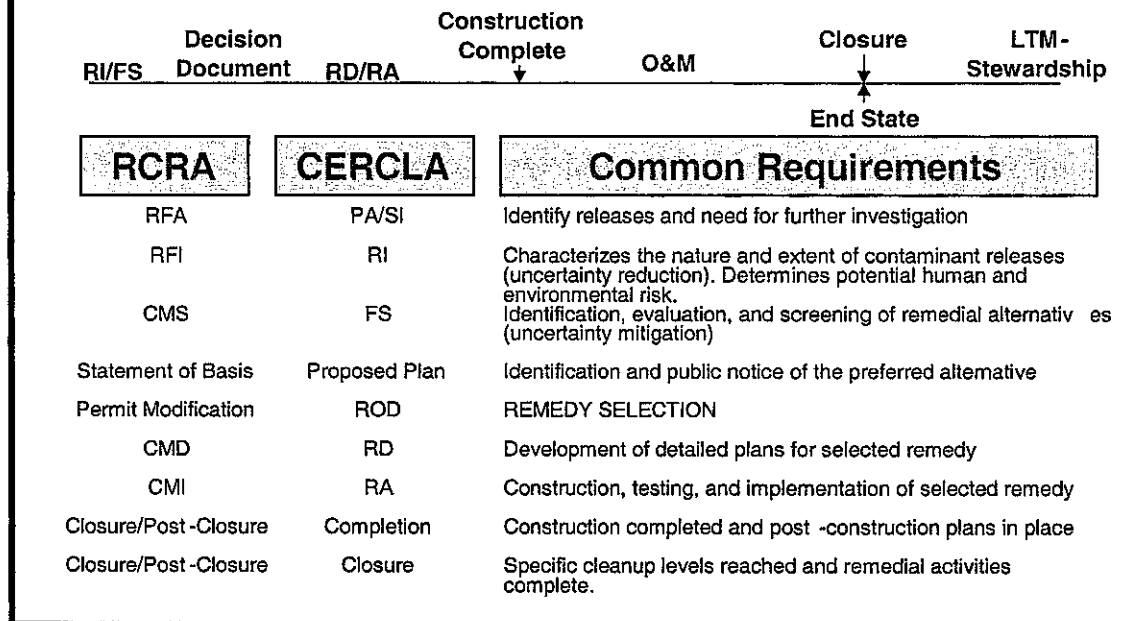 Construction
Decision Complete Closure LTM-
RI/FS Document RD/RA O&M Stewardship
End State
RCRA CERCLA Common Requirements
RFA PA/SI Identify releases and need for further investigation
RFI RI Characterizes the nature and extent of contaminant releases
(uncertainty reduction). Determines potential human and
environmental risk.
CMS FS Identification, evaluation, and screening of remedial alternativ es
(uncertainty mitigation)
Statement of Basis Proposed Plan Identification and public notice of the preferred alternative
Permit Modification ROD REMEDY SELECTION
CMD RD Development of detailed plans for selected remedy
CMI RA Construction, testing, and implementation of selected remedy
Closure/Post -Closure Completion Construction completed and post -construction plans in place
Closure/Post -Closure Closure Specific cleanup levels reached and remedial activities
complete.